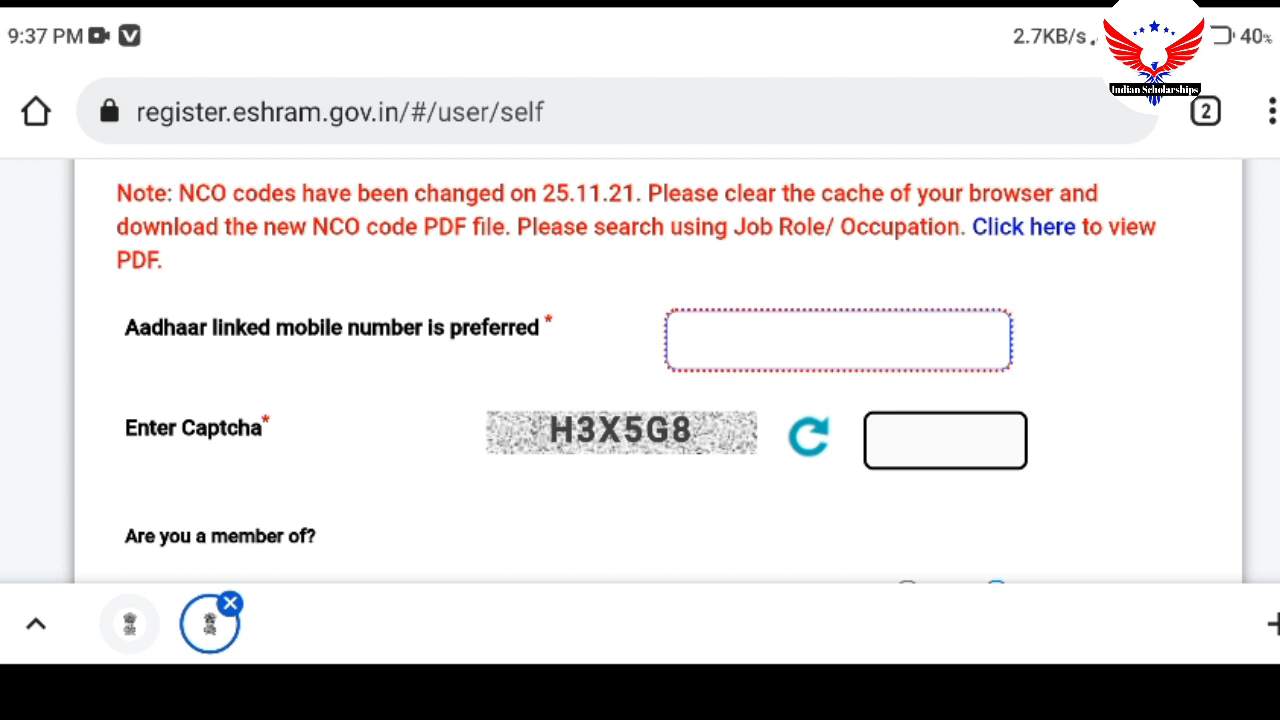 9:37 PM
2.7KB/s
40%
Indian Scholarships
register.eshram.gov.in/#/user/self
2
Note: NCO codes have been changed on 25.11.21. Please clear the cache of your browser and
download the new NCO code PDF file. Please search using Job Role/ Occupation. Click here to view
PDF.
Aadhaar linked mobile number is preferred *
Enter Captcha*
H3X5G8
Are you a member of?